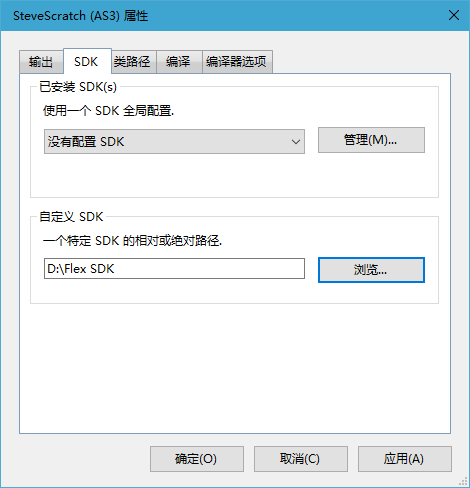 SteveScratch (AS3) 属性
输出 SDK 类路径 编译 编译器选项
已安装 SDK(s)
使用一个 SDK 全局配置.
没有配置 SDK 管理(M)...
自定义 SDK
一个特定 SDK 的相对或绝对路径.
D:\Flex SDK 浏览...
确定(O) 取消(C) 应用(A)